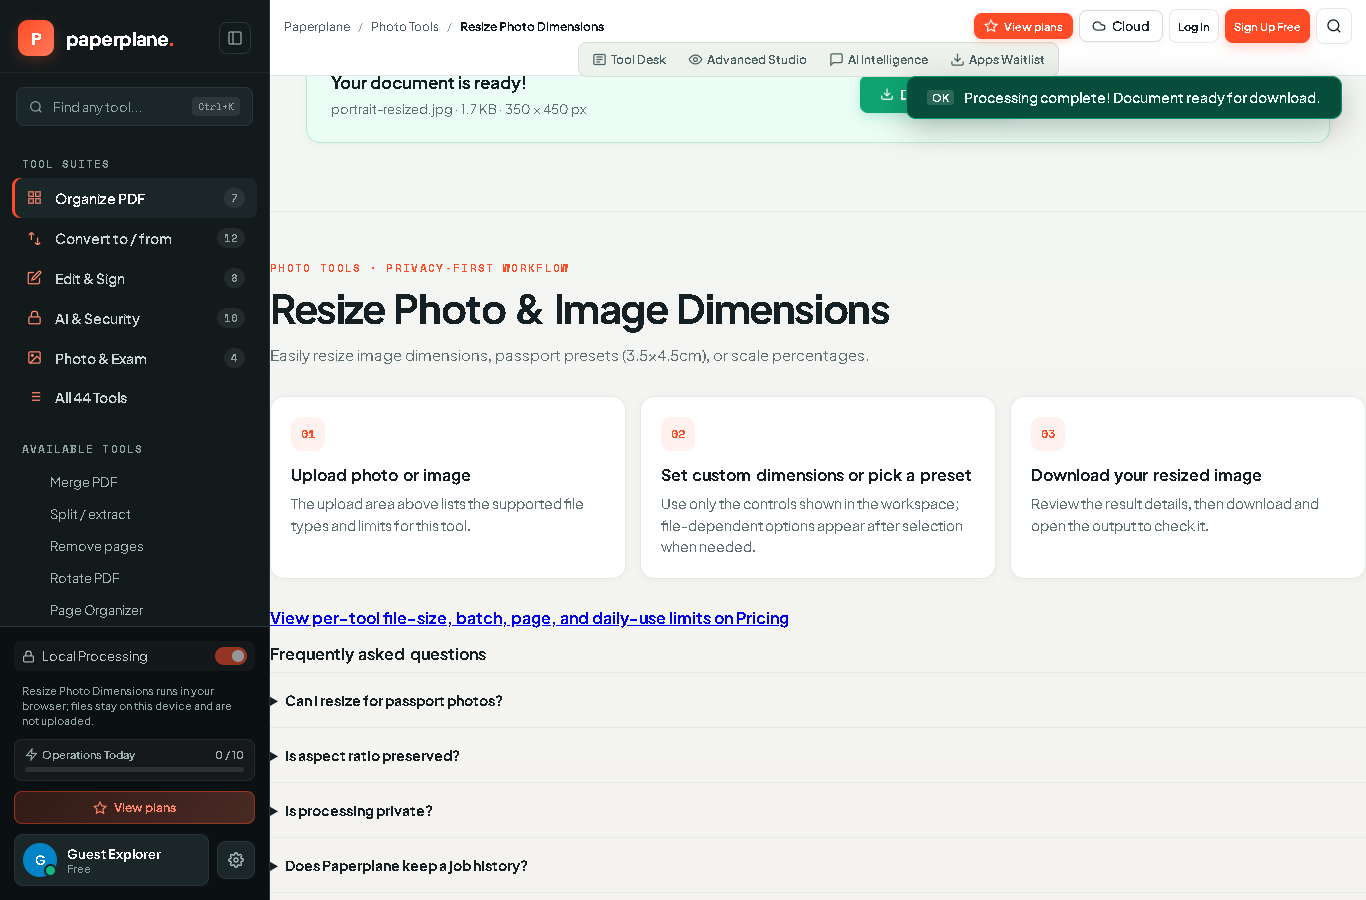 P paperplane.
Find any tool... Ctrl+K
TOOL SUITES
Organize PDF 7
Convert to / from 12
Edit & Sign 8
AI & Security 10
Photo & Exam 4
All 44 Tools
AVAILABLE TOOLS
Merge PDF
Split / extract
Remove pages
Rotate PDF
Page Organizer
Local Processing
Resize Photo Dimensions runs in your
browser; files stay on this device and are
not uploaded.
Operations Today 0 / 10
View plans
G Guest Explorer
Free
Paperplane / Photo Tools / Resize Photo Dimensions
View plans Cloud Log In Sign Up Free
Tool Desk Advanced Studio AI Intelligence Apps Waitlist
Your document is ready!
portrait-resized.jpg · 1.7 KB · 350 × 450 px
OK Processing complete! Document ready for download.
PHOTO TOOLS · PRIVACY-FIRST WORKFLOW
Resize Photo & Image Dimensions
Easily resize image dimensions, passport presets (3.5×4.5cm), or scale percentages.
01
Upload photo or image
The upload area above lists the supported file
types and limits for this tool.
02
Set custom dimensions or pick a preset
Use only the controls shown in the workspace;
file-dependent options appear after selection
when needed.
03
Download your resized image
Review the result details, then download and
open the output to check it.
View per-tool file-size, batch, page, and daily-use limits on Pricing
Frequently asked questions
Can I resize for passport photos?
Is aspect ratio preserved?
Is processing private?
Does Paperplane keep a job history?